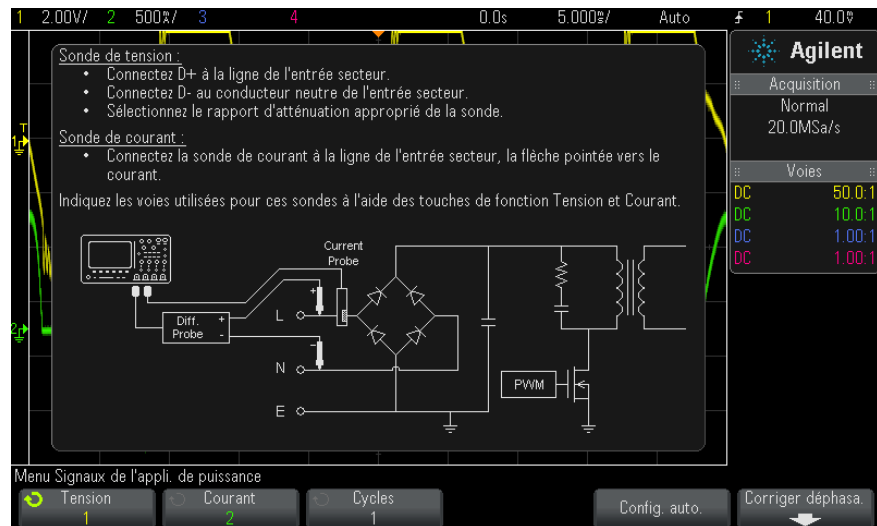 1 2.00V/ 2 500%/ 3 4 0.0s 5.000%/ Auto 1 40.0V
Sonde de tension :
• Connectez D+ à la ligne de l'entrée secteur.
• Connectez D- au conducteur neutre de l'entrée secteur.
• Sélectionnez le rapport d'atténuation approprié de la sonde.
Sonde de courant :
• Connectez la sonde de courant à la ligne de l'entrée secteur, la flèche pointée vers le
courant.
Indiquez les voies utilisées pour ces sondes à l'aide des touches de fonction Tension et Courant.
Current
Probe
+
L
Diff. +
Probe -
-
N
PWM
E
T
1
2
Agilent
Acquisition
Normal
20.0MSa/s
Voies
DC 50.0:1
DC 10.0:1
DC 1.00:1
DC 1.00:1
Menu Signaux de l'appli. de puissance
Tension
1
Courant
2
Cycles
1
Config. auto.
Corriger déphasa.